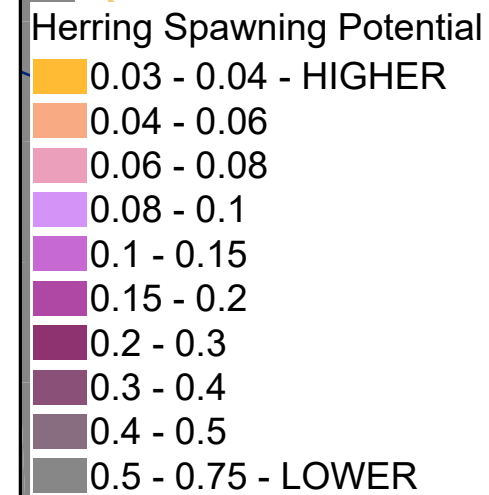 Herring Spawning Potential
0.03 - 0.04 - HIGHER
0.04 - 0.06
0.06 - 0.08
0.08 - 0.1
0.1 - 0.15
0.15 - 0.2
0.2 - 0.3
0.3 - 0.4
0.4 - 0.5
0.5 - 0.75 - LOWER